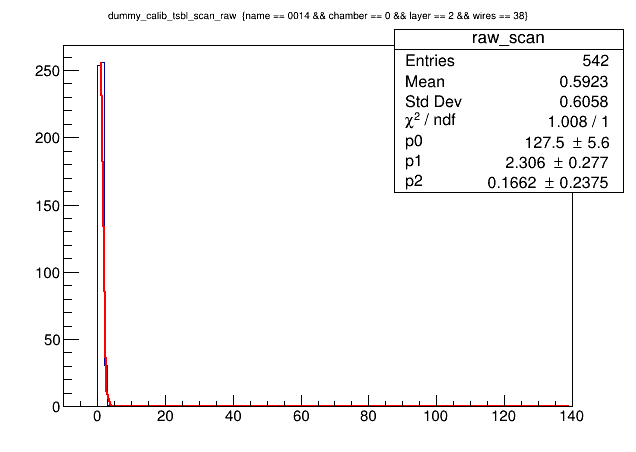 dummy_calib_tsbl_scan_raw {name == 0014 && chamber == 0 && layer == 2 && wires == 38}
raw_scan
Entries 542
Mean 0.5923
Std Dev 0.6058
χ² / ndf 1.008 / 1
p0 127.5 ± 5.6
p1 2.306 ± 0.277
p2 0.1662 ± 0.2375
250
200
150
100
50
0
0 20 40 60 80 100 120 140